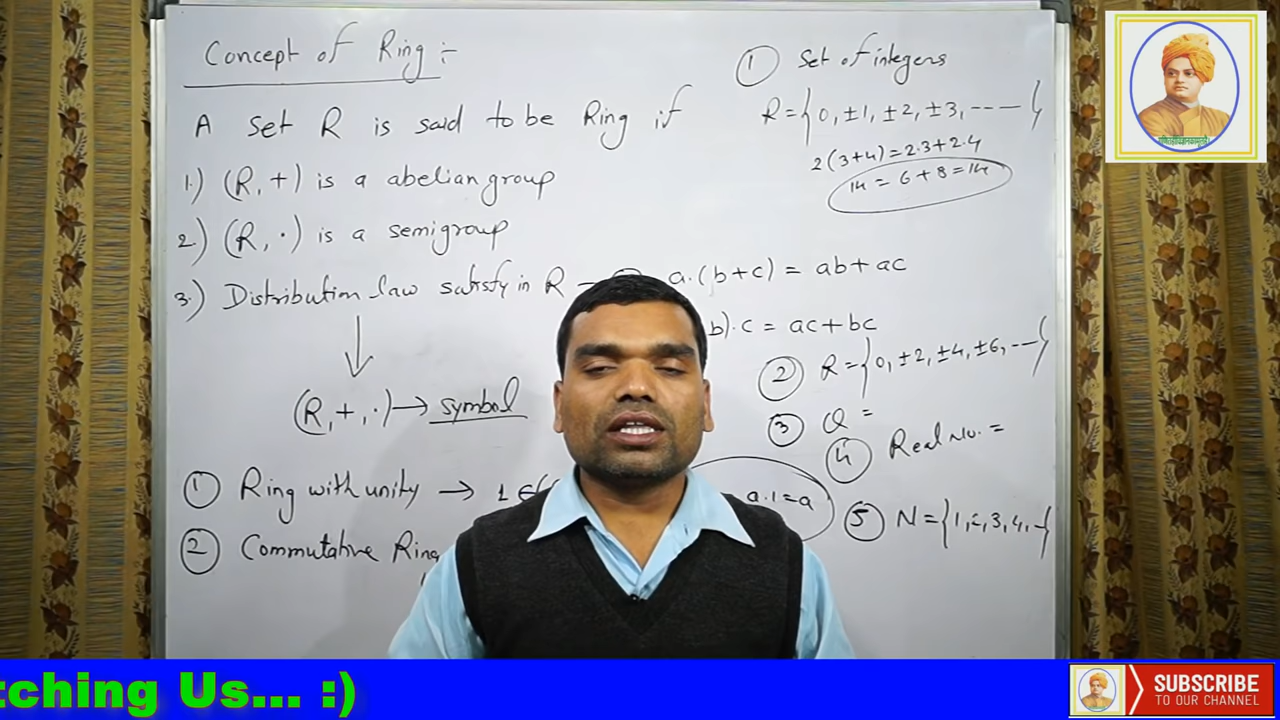 Concept of Ring :-
A set R is said to be Ring if
1.) (R, +) is a abelian group
2.) (R, ·) is a semigroup
3.) Distribution law satisfy in R → a.(b+c) = ab+ac
b).c = ac+bc
(R, +, ·) → symbol
① Ring with unity → 1 ∈ a.1=a
② Commutative Ring
① Set of integers
R = {0, ±1, ±2, ±3, ---}
2(3+4) = 2.3+2.4
14 = 6+8 = 14
② R = {0, ±2, ±4, ±6, ---}
③ Q =
④ Real No. =
⑤ N = {1, 2, 3, 4, -}
tching Us... :)
SUBSCRIBE
TO OUR CHANNEL